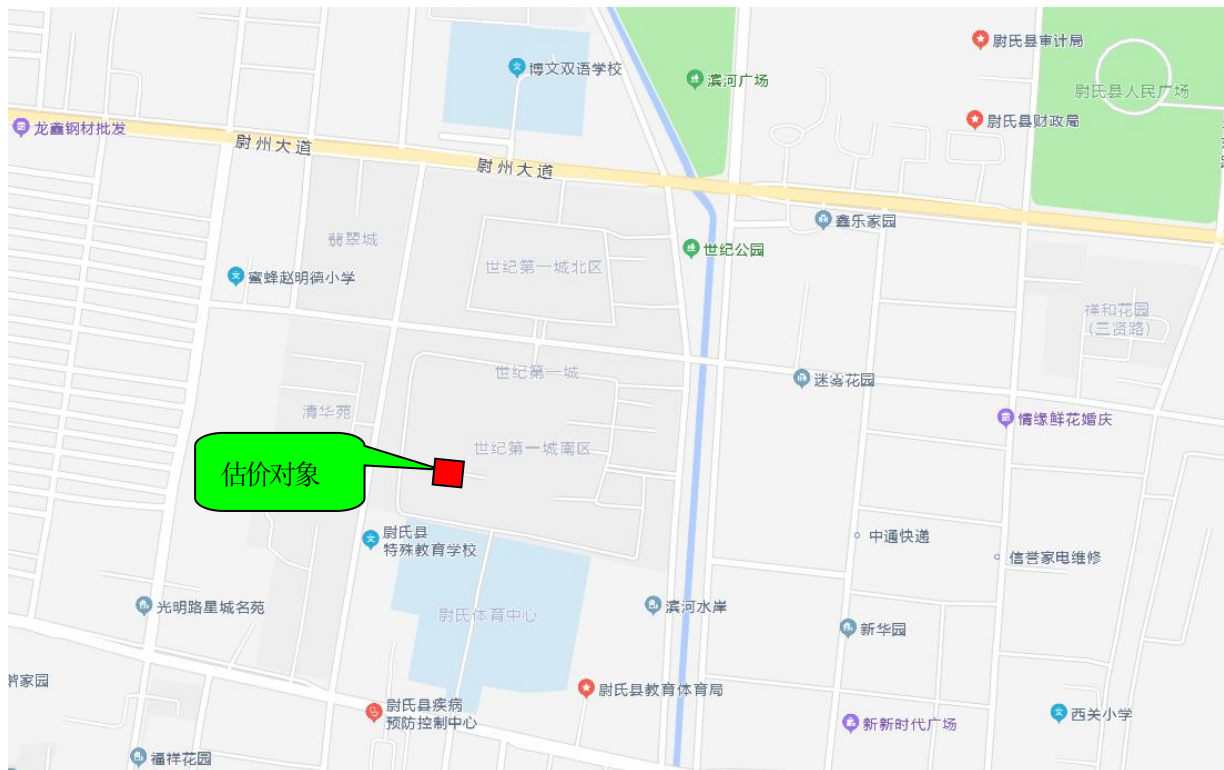 尉氏县审计局
博文双语学校
滨河广场
尉氏县人民广场
龙鑫钢材批发
尉氏县财政局
尉州大道
尉州大道
鑫乐家园
翡翠城
世纪公园
世纪第一城北区
蜜蜂赵明德小学
祥和花园
(三贤路)
世纪第一城
迷雾花园
清华苑
情缘鲜花婚庆
世纪第一城南区
估价对象
尉氏县
特殊教育学校
中通快递
信誉家电维修
光明路星城名苑
滨河水岸
尉氏体育中心
新华园
家园
尉氏县教育体育局
尉氏县疾病
预防控制中心
西关小学
新新时代广场
福祥花园